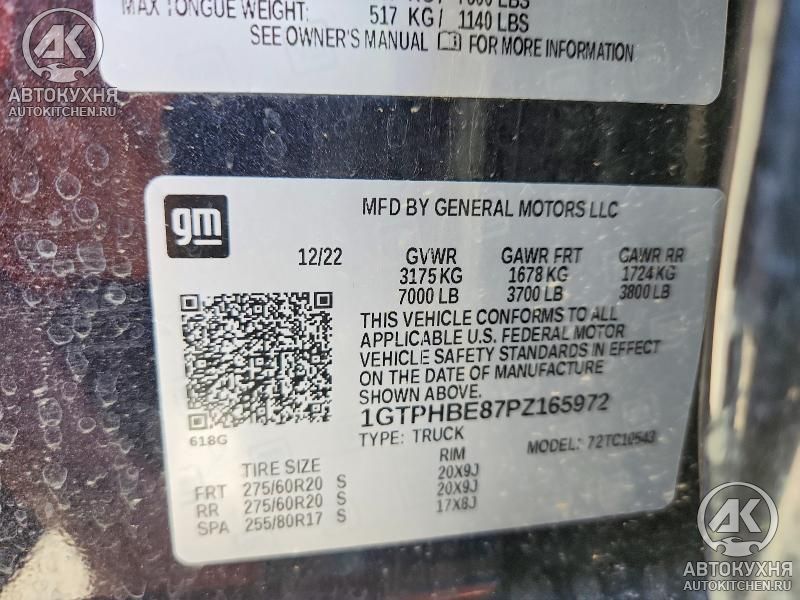 MAX TONGUE WEIGHT: 517 KG/ 1140 LBS
SEE OWNER'S MANUAL FOR MORE INFORMATION
AK
АВТОКУХНЯ
AUTOKITCHEN.RU
gm
MFD BY GENERAL MOTORS LLC
12/22 GVWR GAWR FRT GAWR RR
3175 KG 1678 KG 1724 KG
7000 LB 3700 LB 3800 LB
THIS VEHICLE CONFORMS TO ALL
APPLICABLE U.S. FEDERAL MOTOR
VEHICLE SAFETY STANDARDS IN EFFECT
ON THE DATE OF MANUFACTURE
SHOWN ABOVE.
1GTPHBE87PZ165972
618G
TYPE: TRUCK MODEL: 72TC10543
TIRE SIZE RIM
FRT 275/60R20 S 20X9J
RR 275/60R20 S 20X9J
SPA 255/80R17 S 17X8J
AK
АВТОКУХНЯ
AUTOKITCHEN.RU